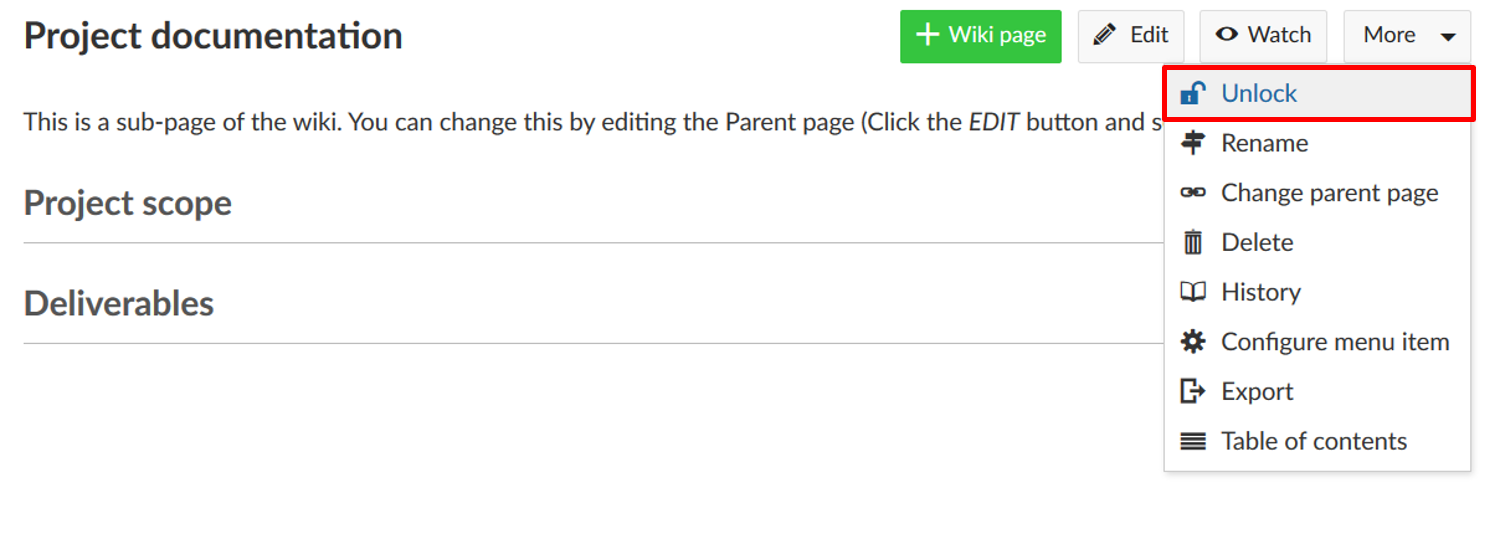 Project documentation
Wiki page
Edit
Watch
More
Unlock
This is a sub-page of the wiki. You can change this by editing the Parent page (Click the EDIT button and s
Rename
Change parent page
Project scope
Delete
History
Deliverables
Configure menu item
Export
Table of contents